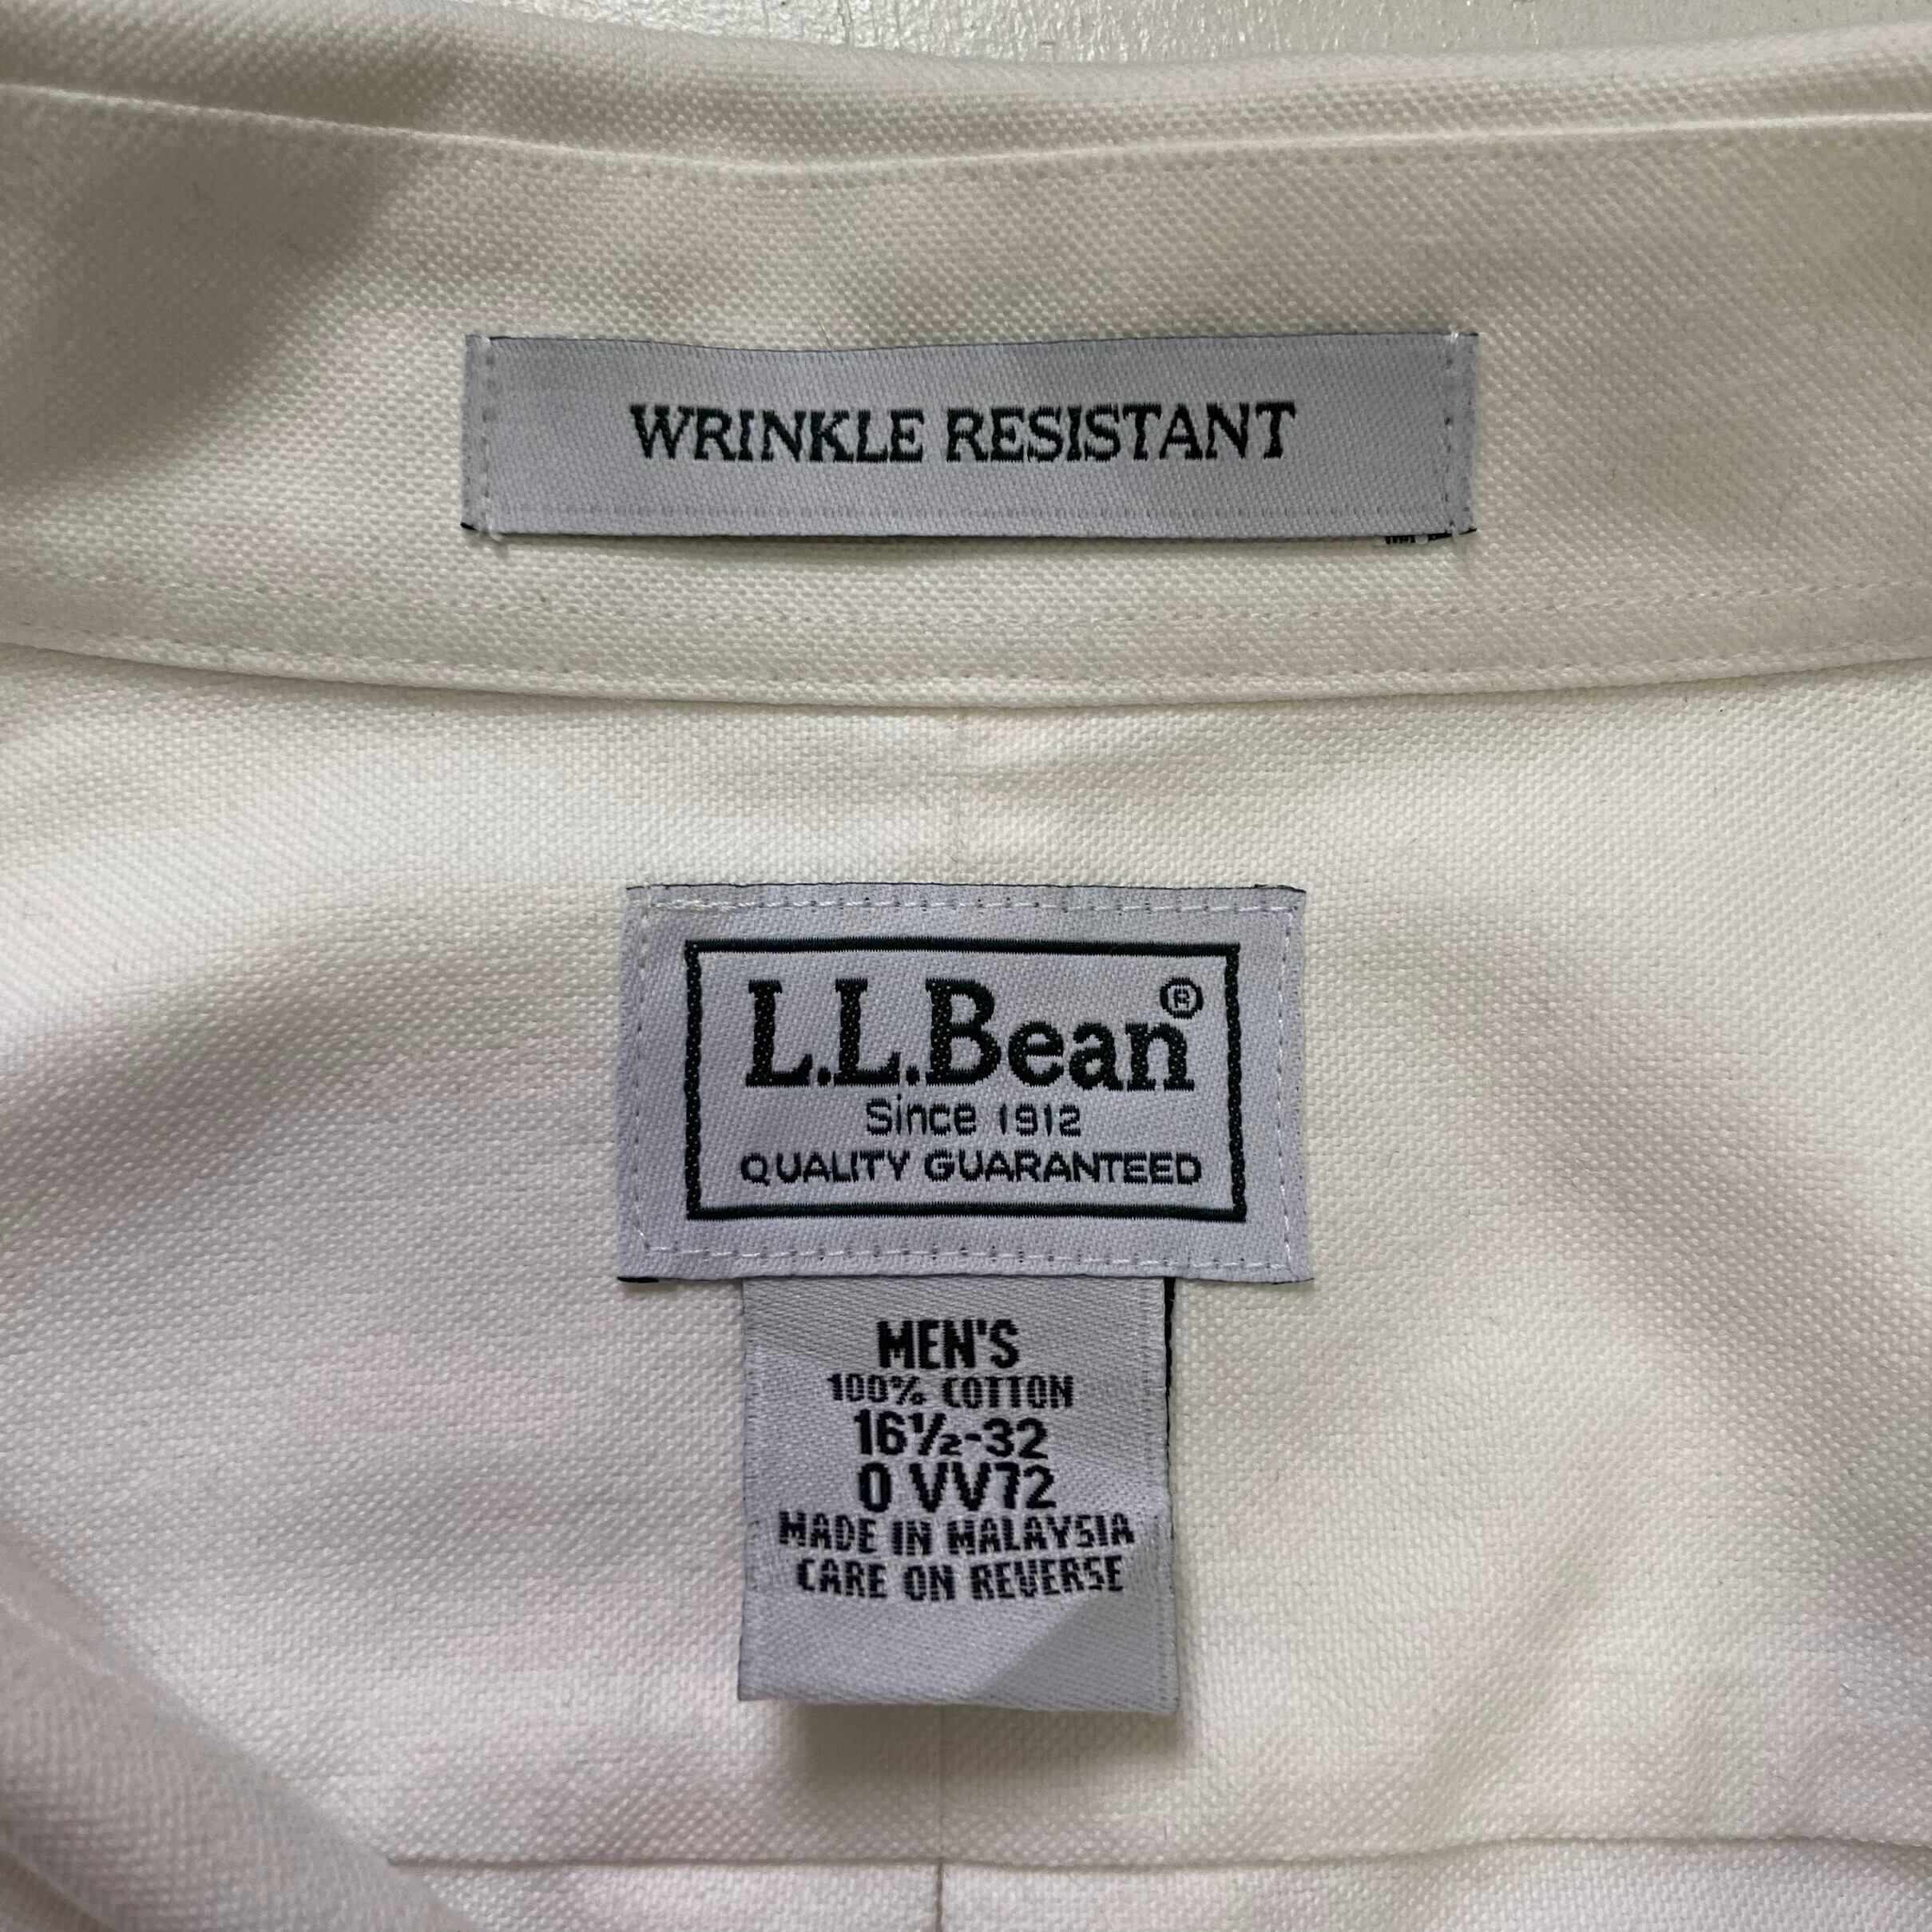 WRINKLE RESISTANT
L.L.Bean®
Since 1912
QUALITY GUARANTEED
MEN'S
100% COTTON
16½-32
0 VV72
MADE IN MALAYSIA
CARE ON REVERSE